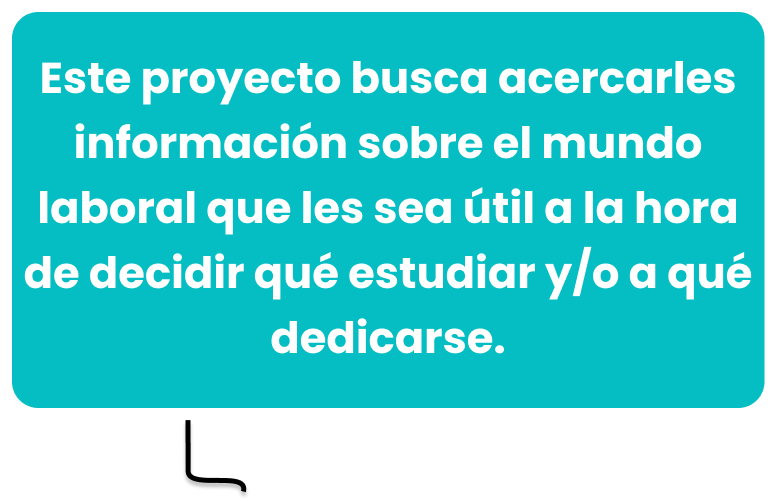 Este proyecto busca acercarles
información sobre el mundo
laboral que les sea útil a la hora
de decidir qué estudiar y/o a qué
dedicarse.